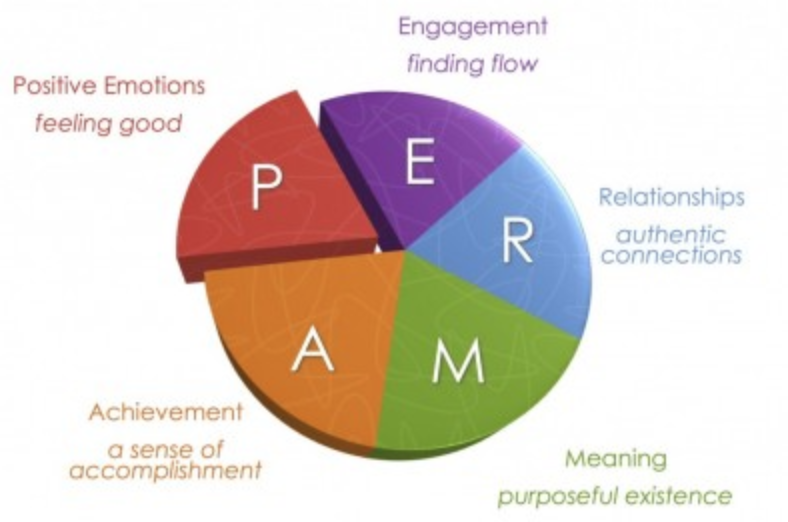 Engagement
finding flow
Positive Emotions
feeling good
P
E
Relationships
authentic
connections
R
A
M
Achievement
a sense of
accomplishment
Meaning
purposeful existence